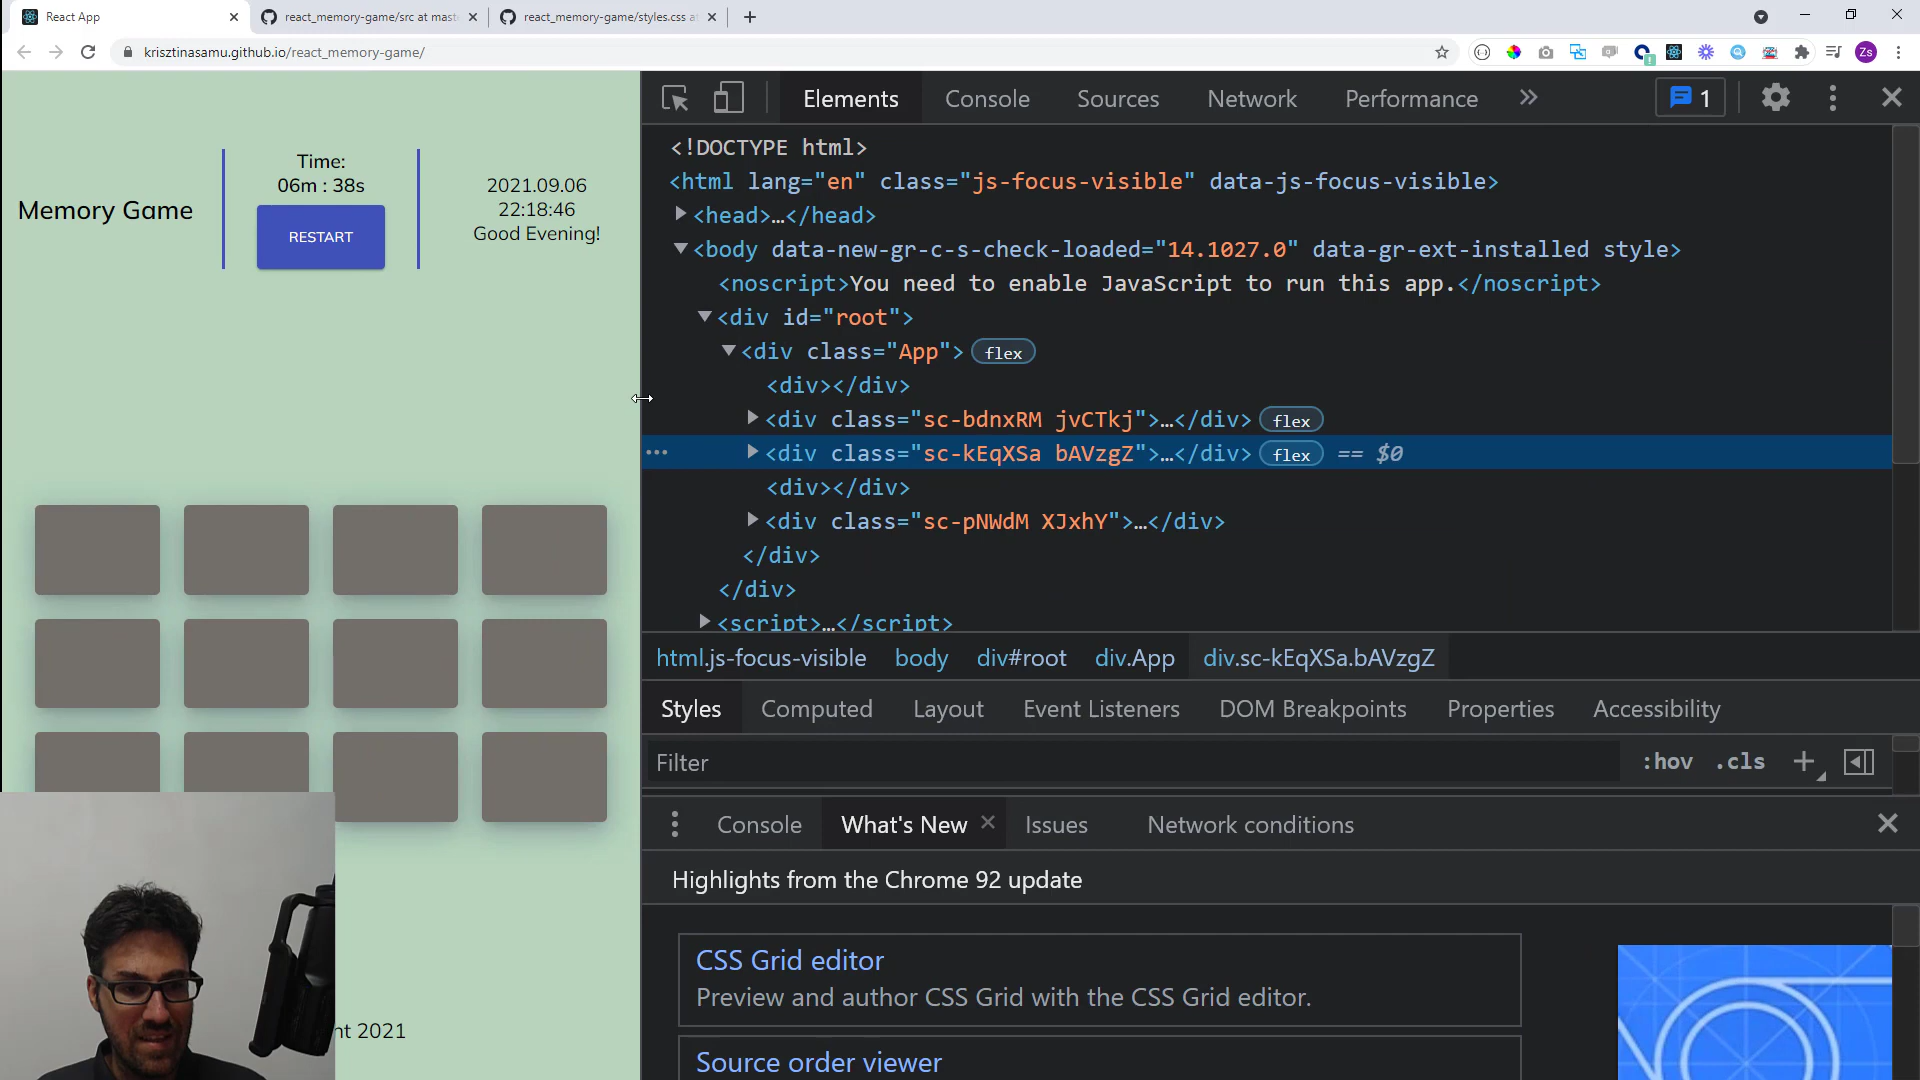 React App
react_memory-game/src at mast
react_memory-game/styles.css a
krisztinasamu.github.io/react_memory-game/
Zs
Memory Game
Time:
06m : 38s
RESTART
2021.09.06
22:18:46
Good Evening!
nt 2021
Elements
Console
Sources
Network
Performance
1
<!DOCTYPE html>
<html lang="en" class="js-focus-visible" data-js-focus-visible>
<head>…</head>
<body data-new-gr-c-s-check-loaded="14.1027.0" data-gr-ext-installed style>
<noscript>You need to enable JavaScript to run this app.</noscript>
<div id="root">
<div class="App"> flex
<div></div>
<div class="sc-bdnxRM jvCTkj">…</div> flex
<div class="sc-kEqXSa bAVzgZ">…</div> flex == $0
<div></div>
<div class="sc-pNWdM XJxhY">…</div>
</div>
</div>
<script>…</script>
html.js-focus-visible body div#root div.App div.sc-kEqXSa.bAVzgZ
Styles Computed Layout Event Listeners DOM Breakpoints Properties Accessibility
Filter :hov .cls
Console What's New Issues Network conditions
Highlights from the Chrome 92 update
CSS Grid editor
Preview and author CSS Grid with the CSS Grid editor.
Source order viewer